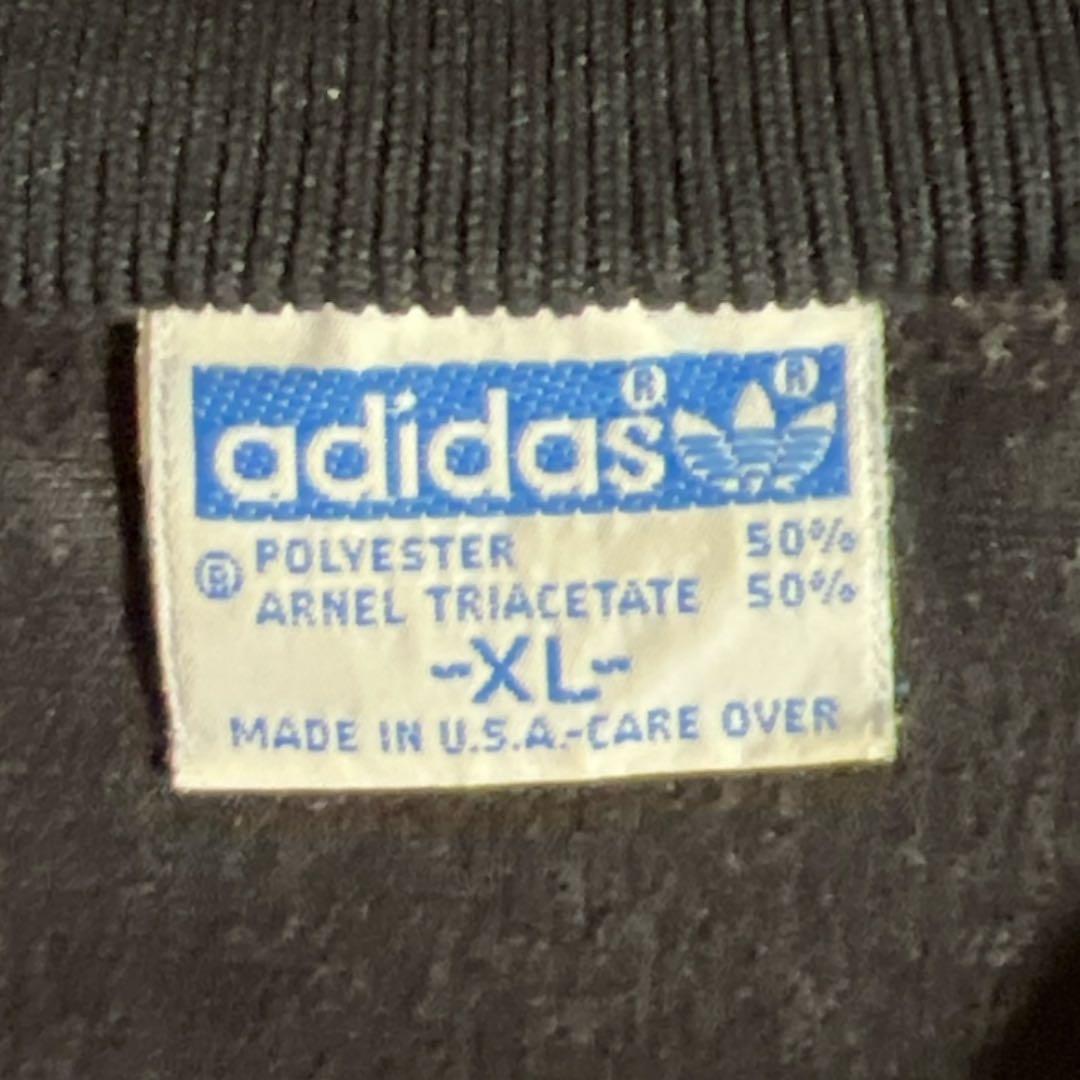 adidas® ®
® POLYESTER 50%
ARNEL TRIACETATE 50%
-XL-
MADE IN U.S.A.-CARE OVER